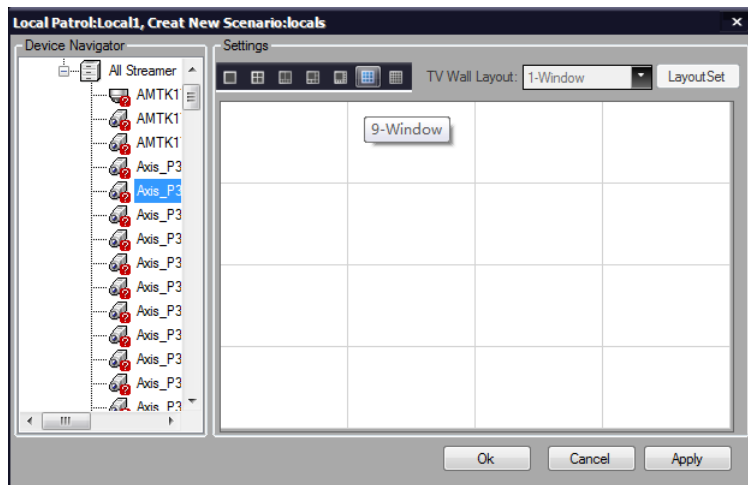 Local Patrol:Local1, Creat New Scenario:locals
Device Navigator
Settings
All Streamer
TV Wall Layout:
1-Window
LayoutSet
AMTK1
AMTK1
AMTK1
9-Window
Axis_P3
Axis_P3
Axis_P3
Axis_P3
Axis_P3
Axis_P3
Axis_P3
Axis_P3
Axis_P3
Axis_P3
Axis_P3
Ok
Cancel
Apply